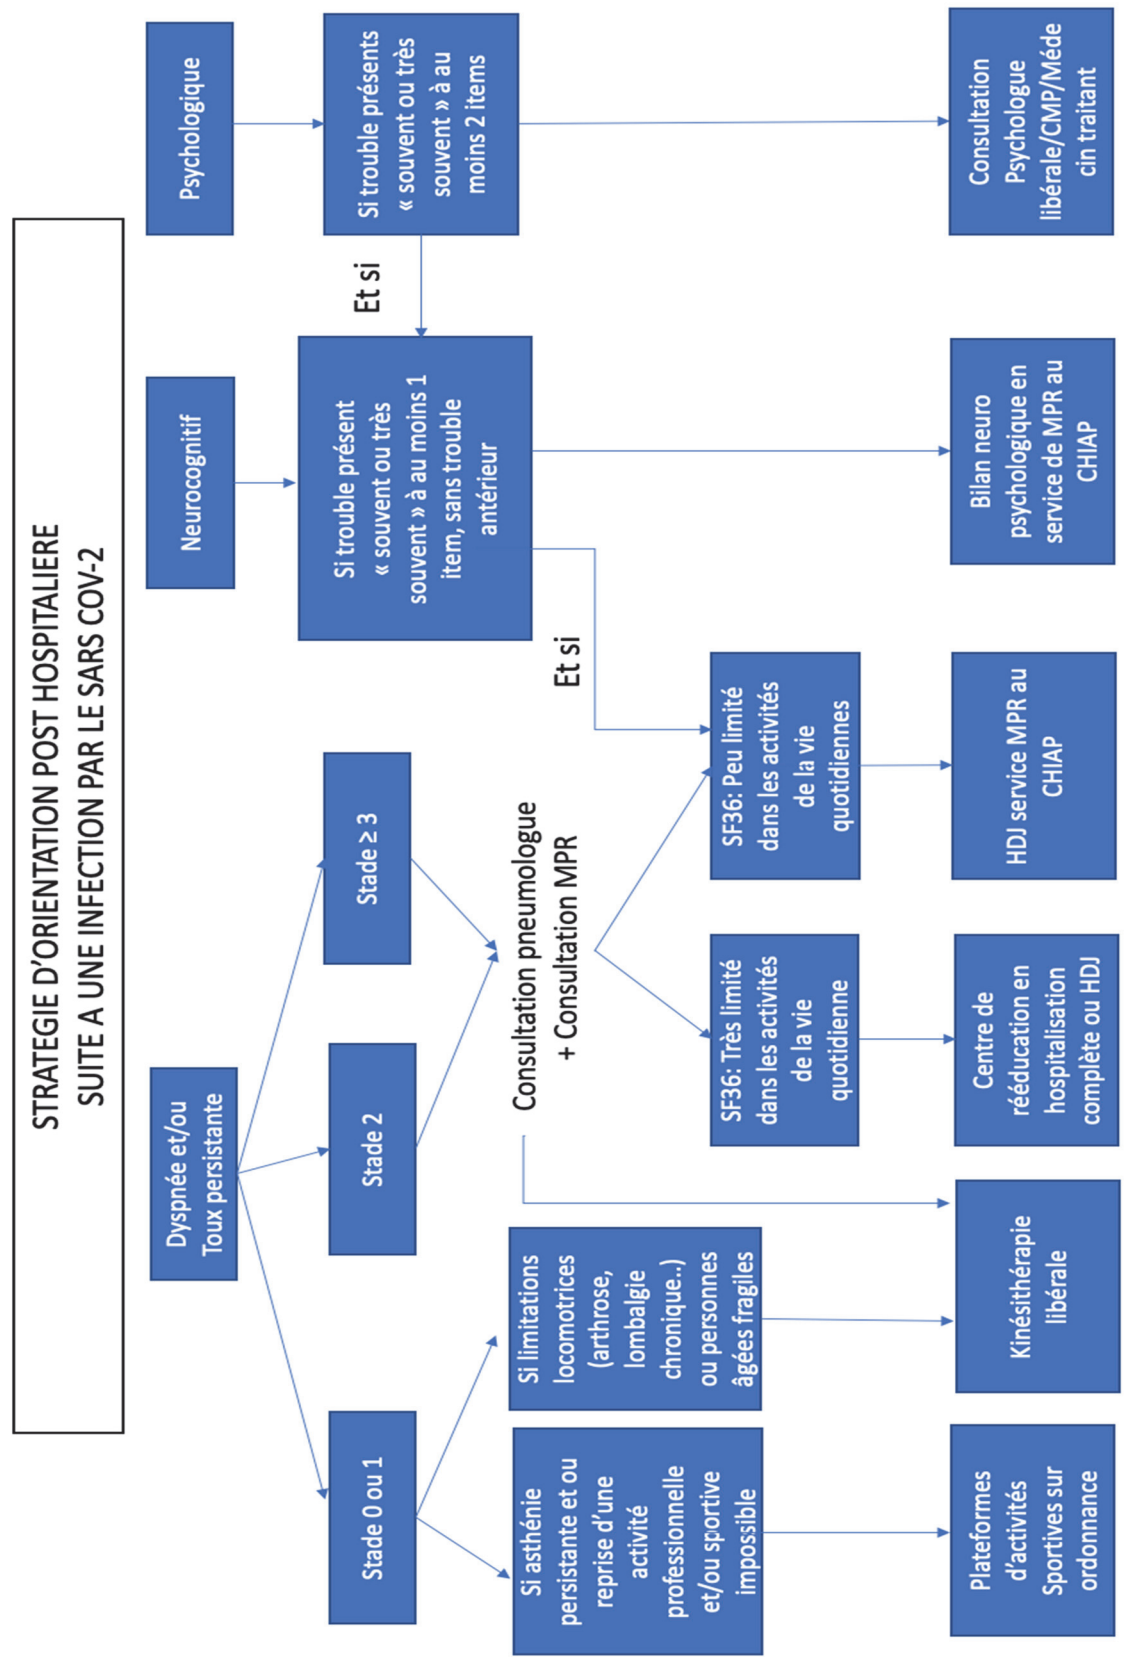 STRATEGIE D'ORIENTATION POST HOSPITALIERE
SUITE A UNE INFECTION PAR LE SARS COV-2
Dyspnée et/ou
Toux persistante
Neurocognitif
Psychologique
Stade 0 ou 1
Stade 2
Stade ≥ 3
Si trouble présent
« souvent ou très
souvent » à au moins 1
item, sans trouble
antérieur
Et si
Si trouble présents
« souvent ou très
souvent » à au
moins 2 items
Si asthénie
persistante et ou
reprise d'une
activité
professionnelle
et/ou sportive
impossible
Si limitations
locomotrices
(arthrose,
lombalgie
chronique..)
ou personnes
âgées fragiles
Consultation pneumologue
+ Consultation MPR
Et si
SF36: Très limité
dans les activités
de la vie
quotidienne
SF36: Peu limité
dans les activités
de la vie
quotidiennes
Plateformes
d'activités
Sportives sur
ordonnance
Kinésithérapie
libérale
Centre de
rééducation en
hospitalisation
complète ou HDJ
HDJ service MPR au
CHIAP
Bilan neuro
psychologique en
service de MPR au
CHIAP
Consultation
Psychologue
libérale/CMP/Méde
cin traitant